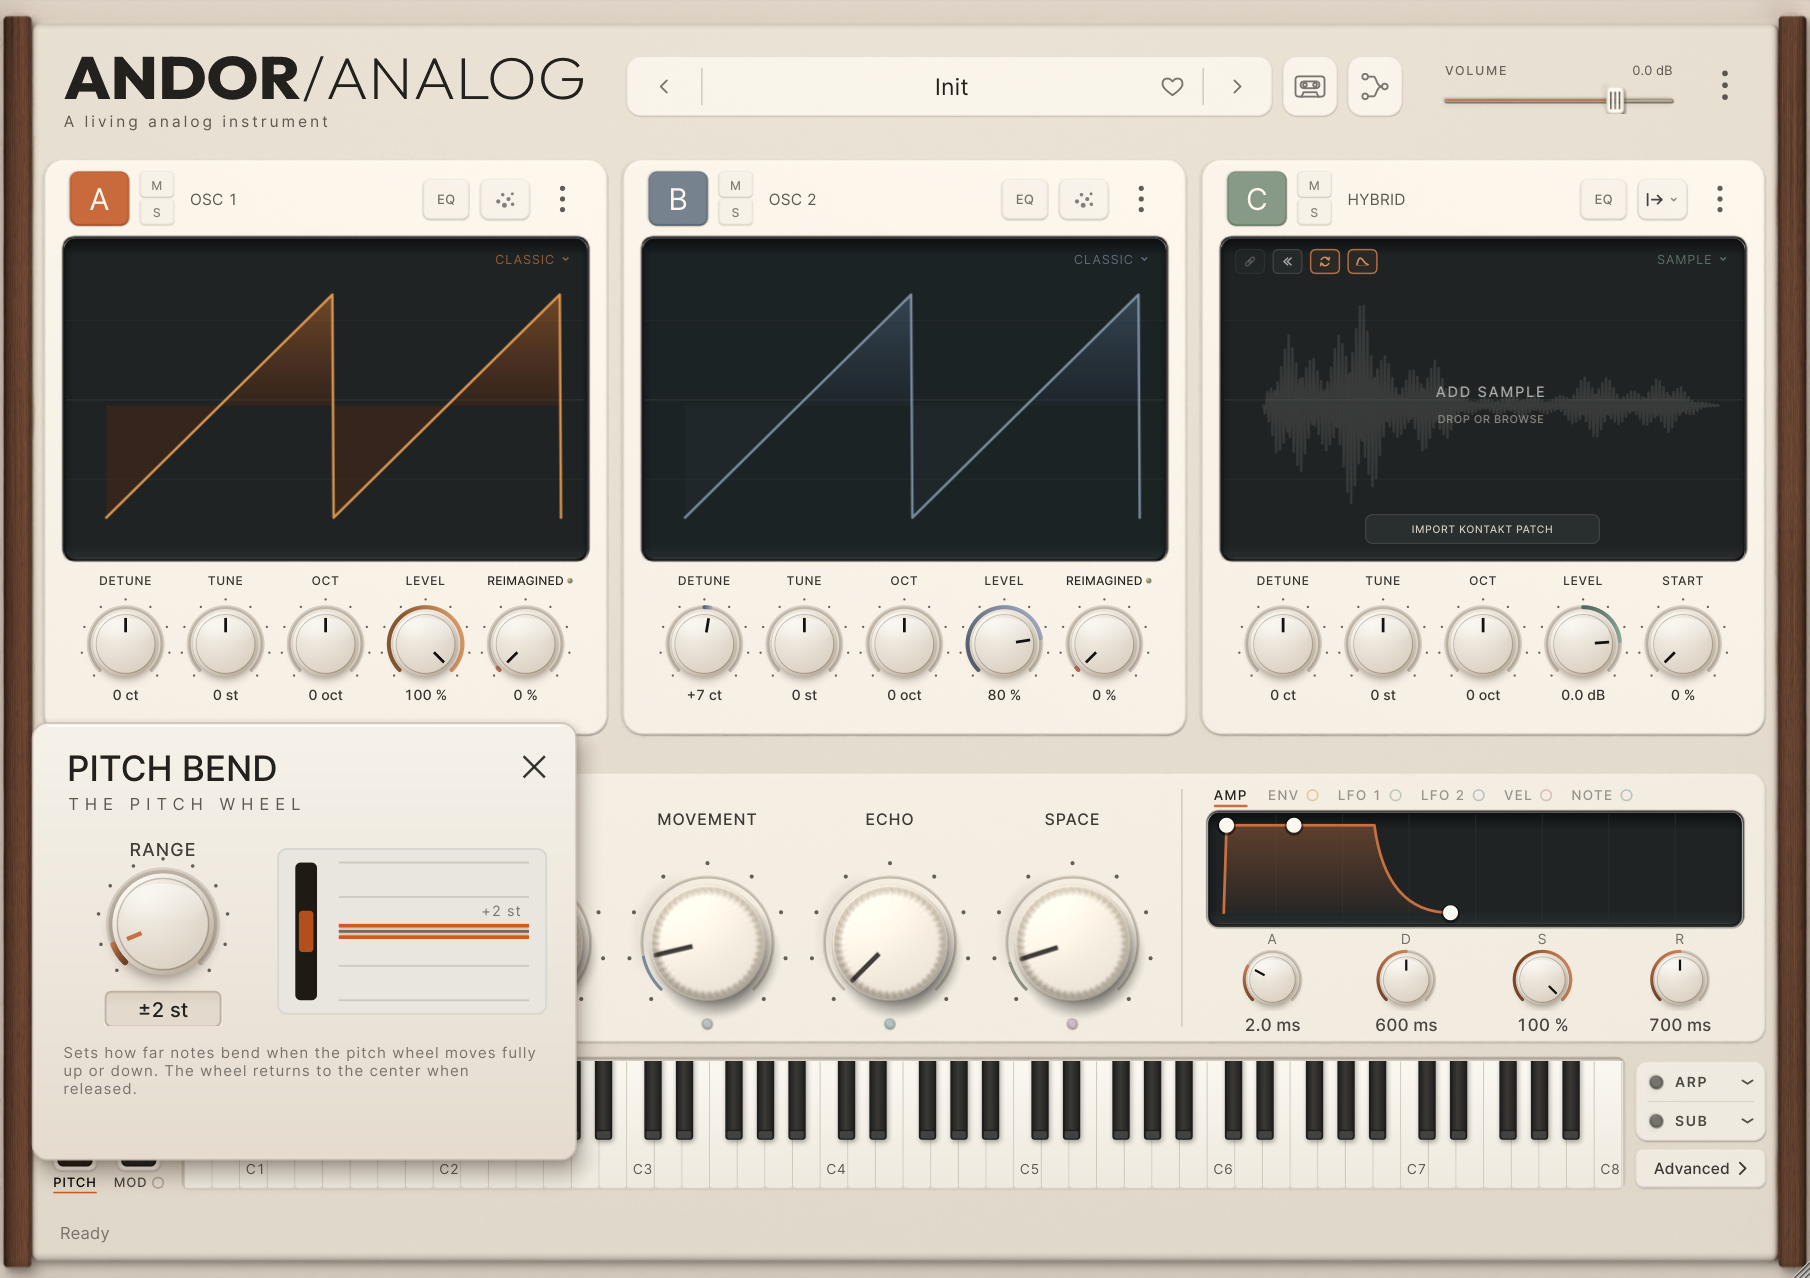 ANDOR/ANALOG
A living analog instrument
Init
VOLUME 0.0 dB
A M S OSC 1 EQ
CLASSIC
DETUNE TUNE OCT LEVEL REIMAGINED
0 ct 0 st 0 oct 100 % 0 %
B M S OSC 2 EQ
CLASSIC
DETUNE TUNE OCT LEVEL REIMAGINED
+7 ct 0 st 0 oct 80 % 0 %
C M S HYBRID EQ
SAMPLE
ADD SAMPLE
DROP OR BROWSE
IMPORT KONTAKT PATCH
DETUNE TUNE OCT LEVEL START
0 ct 0 st 0 oct 0.0 dB 0 %
PITCH BEND
THE PITCH WHEEL
RANGE
+2 st
±2 st
Sets how far notes bend when the pitch wheel moves fully
up or down. The wheel returns to the center when
released.
MOVEMENT ECHO SPACE
AMP ENV LFO 1 LFO 2 VEL NOTE
A D S R
2.0 ms 600 ms 100 % 700 ms
ARP
SUB
Advanced
C1 C2 C3 C4 C5 C6 C7 C8
PITCH MOD
Ready